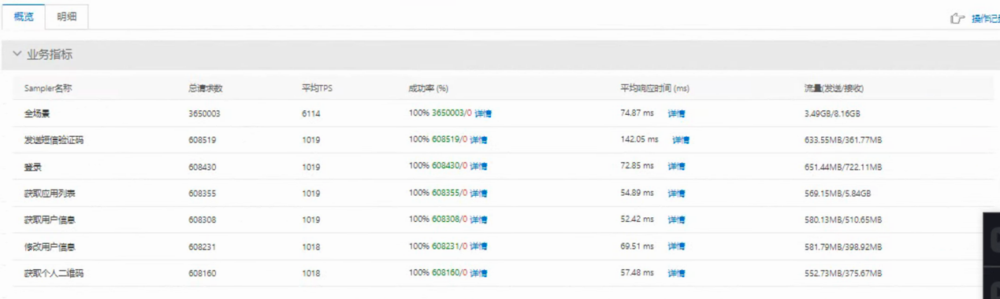 概览 明细
操作记
业务指标
Sampler名称 总请求数 平均TPS 成功率 (%) 平均响应时间 (ms) 流量(发送/接收)
全场景 3650003 6114 100% 3650003/0 详情 74.87 ms 详情 3.49GB/8.16GB
发送短信验证码 608519 1019 100% 608519/0 详情 142.05 ms 详情 633.55MB/361.77MB
登录 608430 1019 100% 608430/0 详情 72.85 ms 详情 651.44MB/722.11MB
获取应用列表 608355 1019 100% 608355/0 详情 54.89 ms 详情 569.15MB/5.84GB
获取用户信息 608308 1019 100% 608308/0 详情 52.42 ms 详情 580.13MB/510.65MB
修改用户信息 608231 1018 100% 608231/0 详情 69.51 ms 详情 581.79MB/398.92MB
获取个人二维码 608160 1018 100% 608160/0 详情 57.48 ms 详情 552.73MB/375.67MB